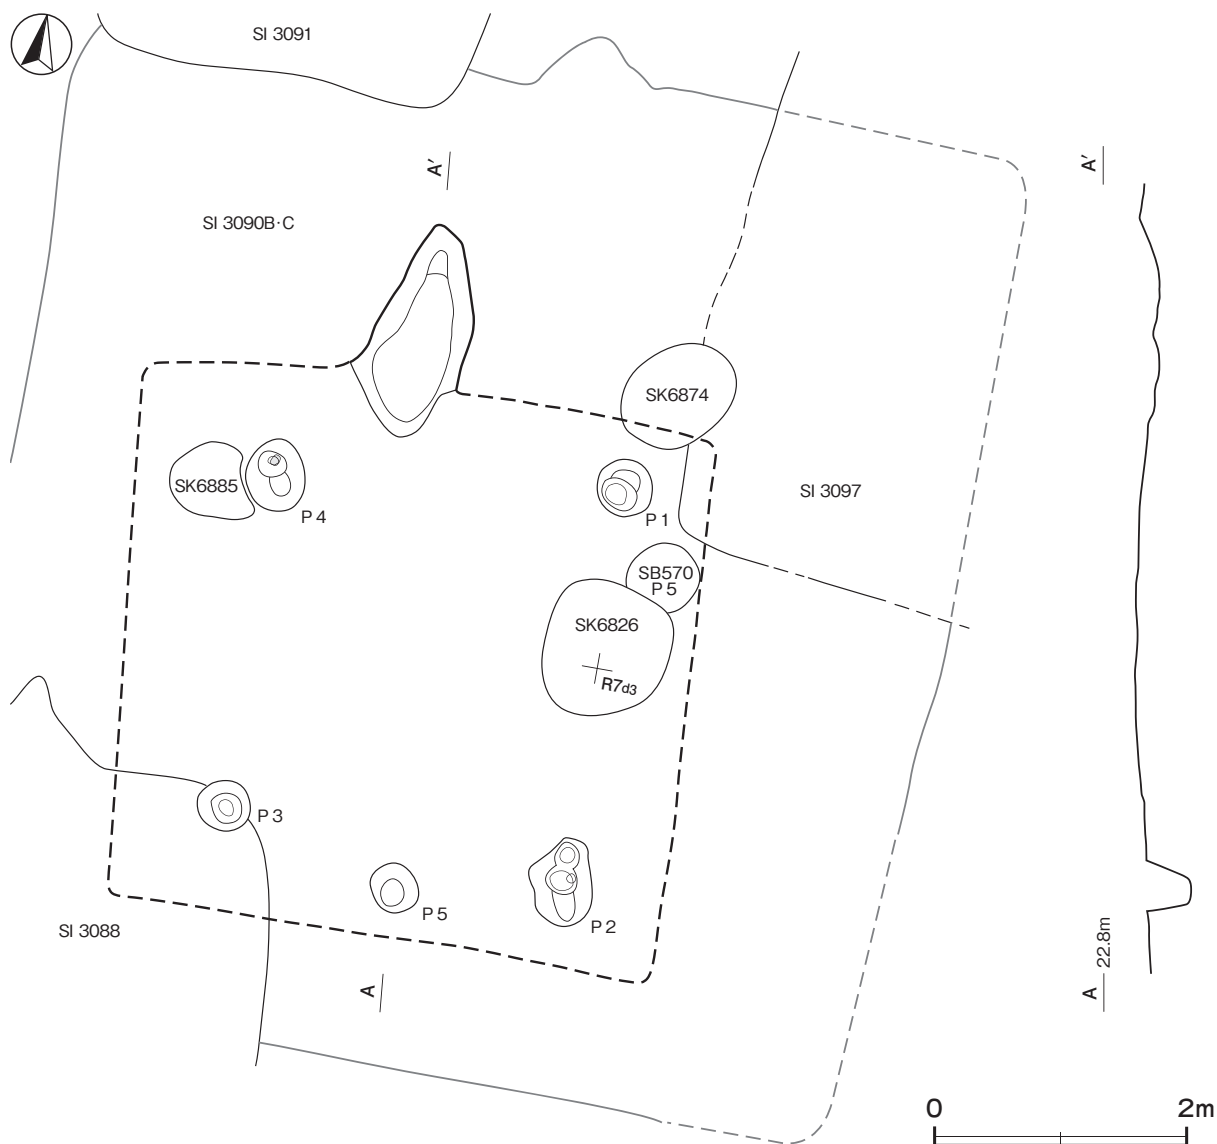 SI 3091
A'
A'
SI 3090B·C
SK6874
SK6885
P 4
P 1
SI 3097
SB570
P 5
SK6826
R7d3
P 3
P 5
P 2
SI 3088
A
A 22.8m
0 2m